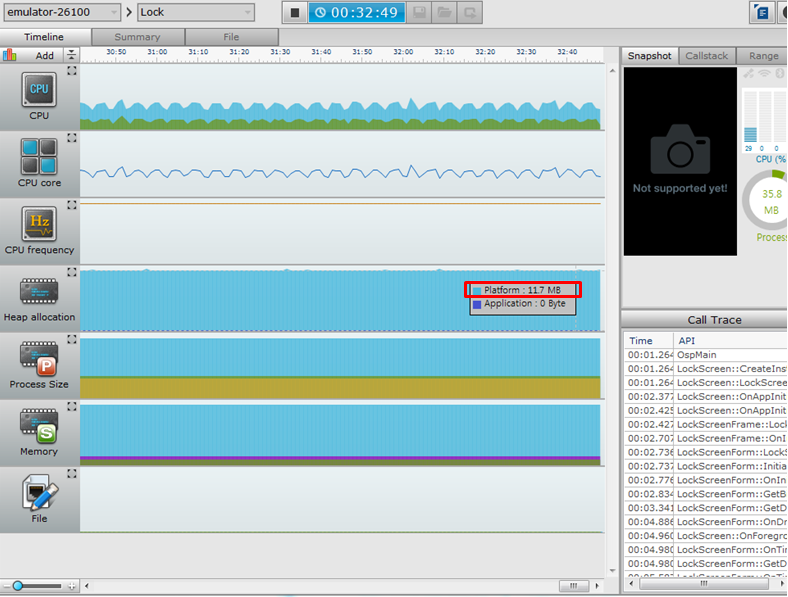 emulator-26100
Lock
00:32:49
Timeline
Summary
File
Add
30:50 31:00 31:10 31:20 31:30 31:40 31:50 32:00 32:10 32:20 32:30 32:40
CPU
CPU
CPU core
Hz
CPU frequency
Heap allocation
Platform : 11.7 MB
Application : 0 Byte
P
Process Size
S
Memory
File
Snapshot
Callstack
Range
Not supported yet!
29 0 0
CPU (%
35.8
MB
Process
Call Trace
Time API
00:01.264 OspMain
00:01.264 LockScreen::CreateInst
00:01.264 LockScreen::LockScree
00:02.377 LockScreen::OnAppInit
00:02.425 LockScreen::OnAppInit
00:02.427 LockScreenFrame::Lock
00:02.707 LockScreenFrame::OnI
00:02.736 LockScreenForm::LockS
00:02.737 LockScreenForm::Initia
00:02.776 LockScreenForm::OnIn
00:02.834 LockScreenForm::GetB
00:03.341 LockScreenForm::GetD
00:04.886 LockScreenForm::OnDr
00:04.960 LockScreen::OnForegro
00:04.980 LockScreenForm::OnTi
00:04.980 LockScreenForm::GetD